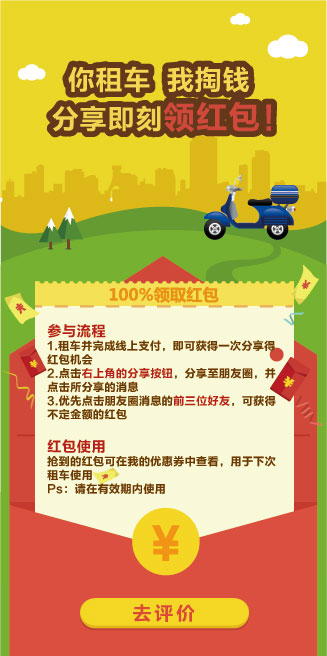 你租车 我掏钱
分享即刻领红包！
100%领取红包
参与流程
1.租车并完成线上支付，即可获得一次分享得
红包机会
2.点击右上角的分享按钮，分享至朋友圈，并
点击所分享的消息
3.优先点击朋友圈消息的前三位好友，可获得
不定金额的红包
红包使用
抢到的红包可在我的优惠券中查看，用于下次
租车使用
Ps：请在有效期内使用
¥
去评价